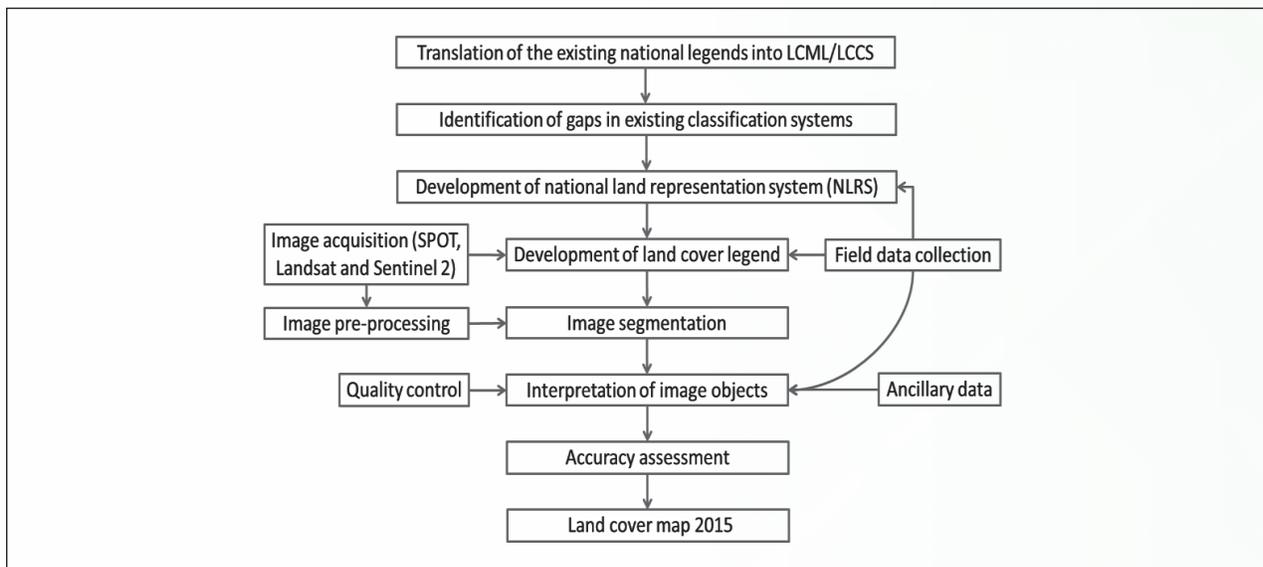 Translation of the existing national legends into LCML/LCCS
Identification of gaps in existing classification systems
Development of national land representation system (NLRS)
Image acquisition (SPOT,
Landsat and Sentinel 2)
Development of land cover legend
Field data collection
Image pre-processing
Image segmentation
Quality control
Interpretation of image objects
Ancillary data
Accuracy assessment
Land cover map 2015